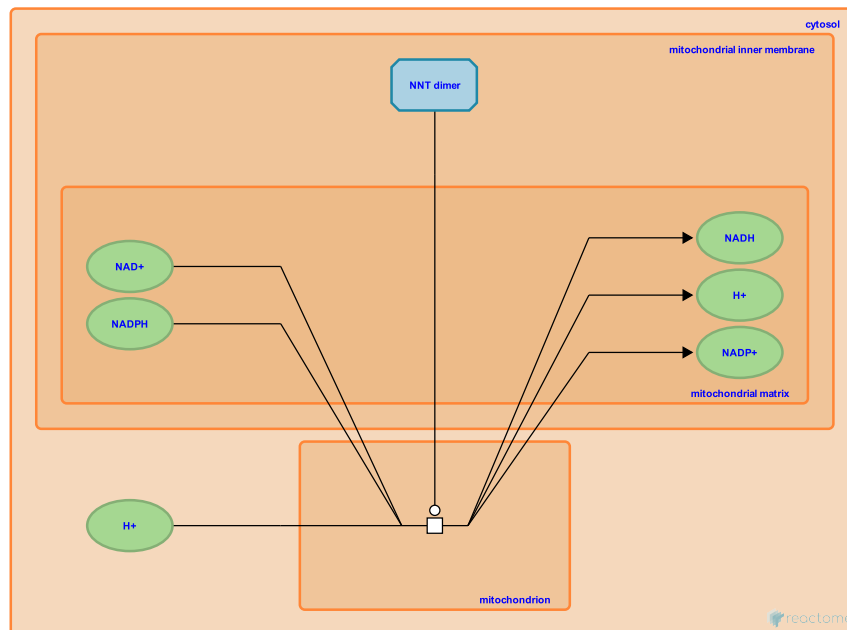 cytosol
mitochondrial inner membrane
NNT dimer
NAD+
NADPH
NADH
H+
NADP+
mitochondrial matrix
H+
mitochondrion
reactome